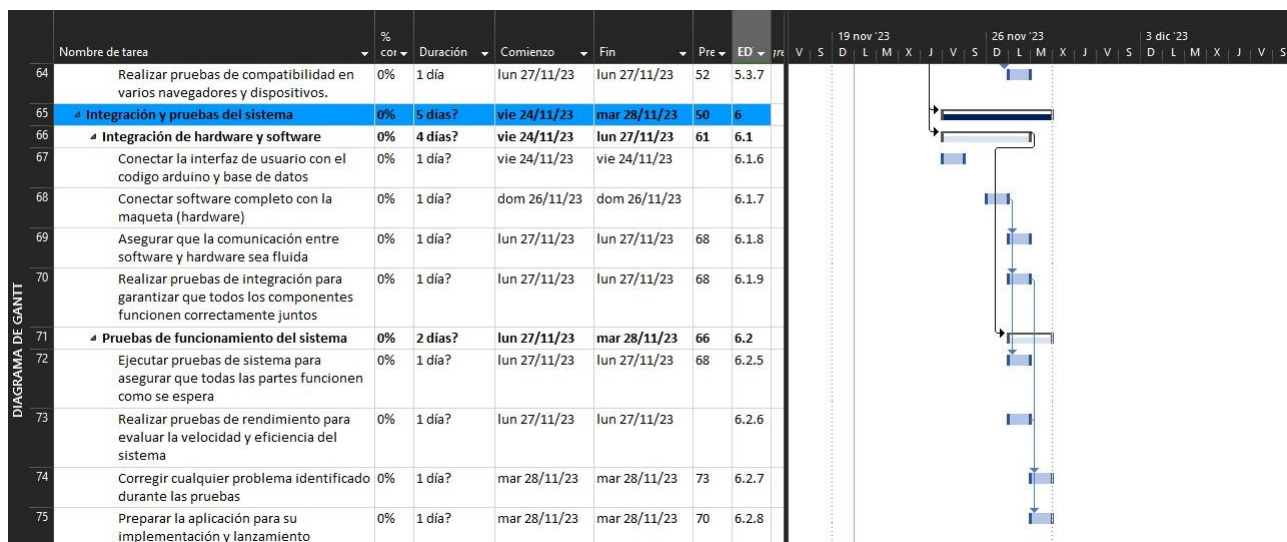 Nombre de tarea % cor Duración Comienzo Fin Pre ED V S 19 nov '23 D L M X J V S 26 nov '23 D L M X J V S 3 dic '23 D L M X J V S
64 Realizar pruebas de compatibilidad en 0% 1 día lun 27/11/23 lun 27/11/23 52 5.3.7
varios navegadores y dispositivos.
65 Integración y pruebas del sistema 0% 5 días? vie 24/11/23 mar 28/11/23 50 6
66 Integración de hardware y software 0% 4 días? vie 24/11/23 lun 27/11/23 61 6.1
67 Conectar la interfaz de usuario con el 0% 1 día? vie 24/11/23 vie 24/11/23 6.1.6
codigo arduino y base de datos
68 Conectar software completo con la 0% 1 día? dom 26/11/23 dom 26/11/23 6.1.7
maqueta (hardware)
69 Asegurar que la comunicación entre 0% 1 día? lun 27/11/23 lun 27/11/23 68 6.1.8
software y hardware sea fluida
70 Realizar pruebas de integración para 0% 1 día? lun 27/11/23 lun 27/11/23 68 6.1.9
garantizar que todos los componentes
funcionen correctamente juntos
71 Pruebas de funcionamiento del sistema 0% 2 días? lun 27/11/23 mar 28/11/23 66 6.2
72 Ejecutar pruebas de sistema para 0% 1 día? lun 27/11/23 lun 27/11/23 68 6.2.5
asegurar que todas las partes funcionen
como se espera
73 Realizar pruebas de rendimiento para 0% 1 día? lun 27/11/23 lun 27/11/23 6.2.6
evaluar la velocidad y eficiencia del
sistema
74 Corregir cualquier problema identificado 0% 1 día? mar 28/11/23 mar 28/11/23 73 6.2.7
durante las pruebas
75 Preparar la aplicación para su 0% 1 día? mar 28/11/23 mar 28/11/23 70 6.2.8
implementación y lanzamiento
DIAGRAMA DE GANTT